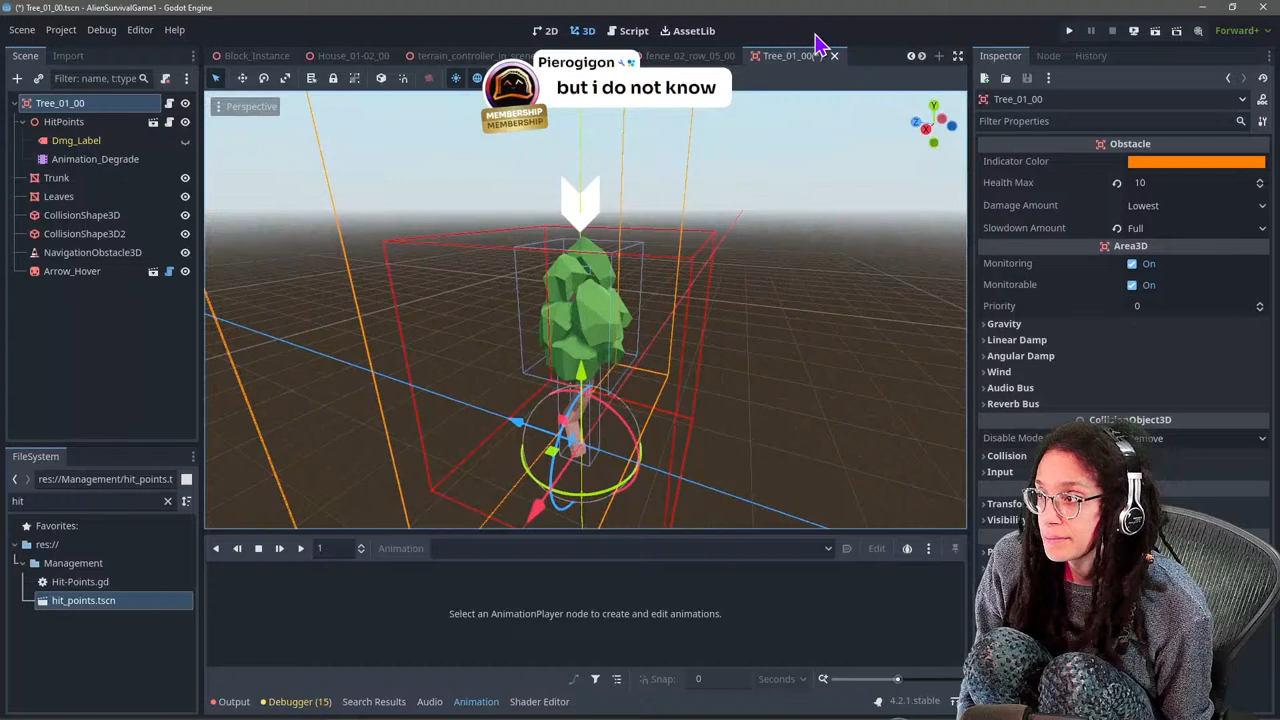 (*) Tree_01_00.tscn - AlienSurvivalGame1 - Godot Engine
Scene Project Debug Editor Help
2D 3D Script AssetLib
Forward+
Scene Import
Block_Instance House_01-02_00 terrain_controller_in_scene fence_02_row_05_00 Tree_01_00(*)
Inspector Node History
Pierogigon
but i do not know
MEMBERSHIP
MEMBERSHIP
Filter: name, t:type
Perspective
Y
Z
X
Tree_01_00
HitPoints
Dmg_Label
Animation_Degrade
Trunk
Leaves
CollisionShape3D
CollisionShape3D2
NavigationObstacle3D
Arrow_Hover
FileSystem
res://Management/hit_points.t
hit
Favorites:
res://
Management
Hit-Points.gd
hit_points.tscn
1 Animation Edit
Select an AnimationPlayer node to create and edit animations.
Snap: 0 Seconds
Output Debugger (15) Search Results Audio Animation Shader Editor
4.2.1.stable
Tree_01_00
Filter Properties
Obstacle
Indicator Color
Health Max 10
Damage Amount Lowest
Slowdown Amount Full
Area3D
Monitoring On
Monitorable On
Priority 0
Gravity
Linear Damp
Angular Damp
Wind
Audio Bus
Reverb Bus
CollisionObject3D
Disable Mode
Collision
Input